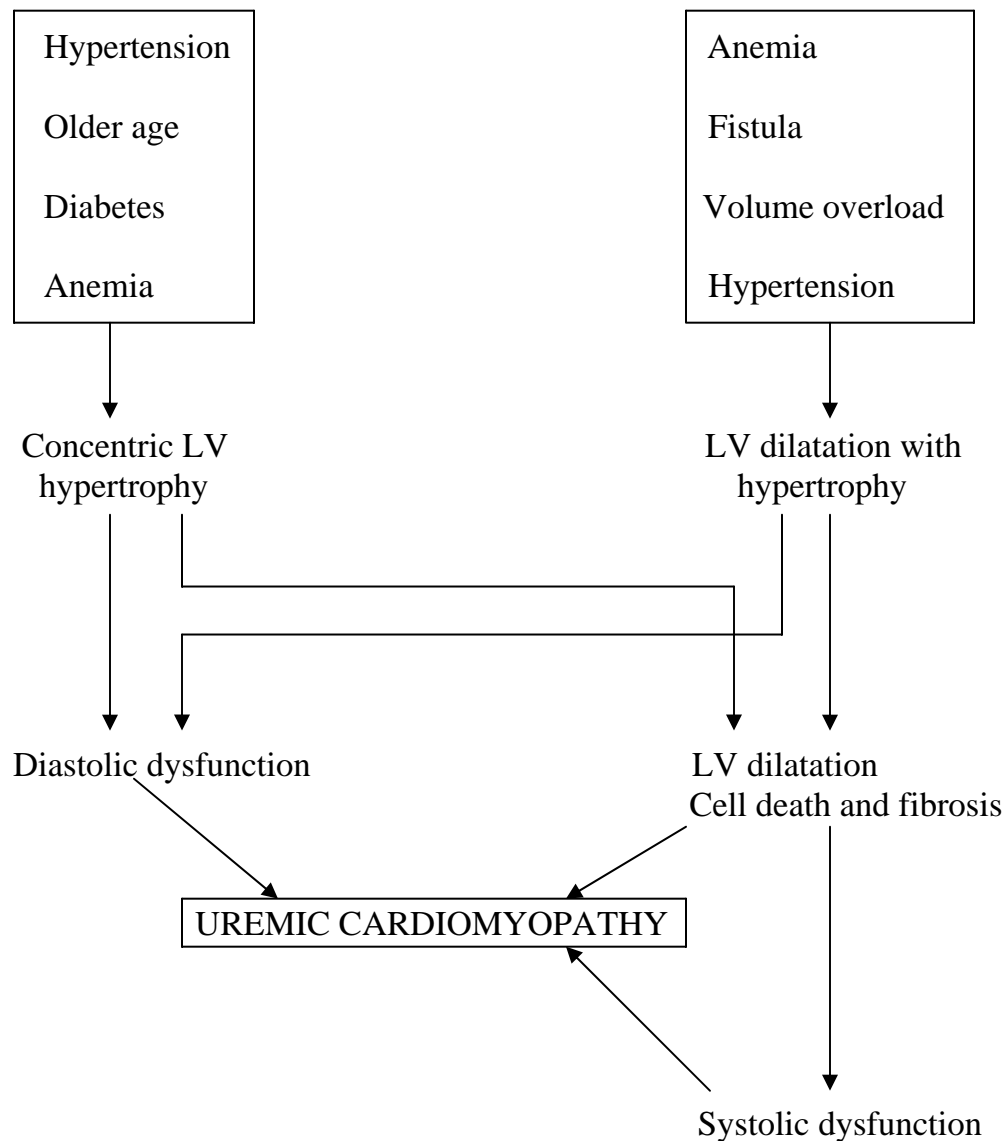 Hypertension
Older age
Diabetes
Anemia
Anemia
Fistula
Volume overload
Hypertension
Concentric LV
hypertrophy
LV dilatation with
hypertrophy
Diastolic dysfunction
LV dilatation
Cell death and fibrosis
UREMIC CARDIOMYOPATHY
Systolic dysfunction